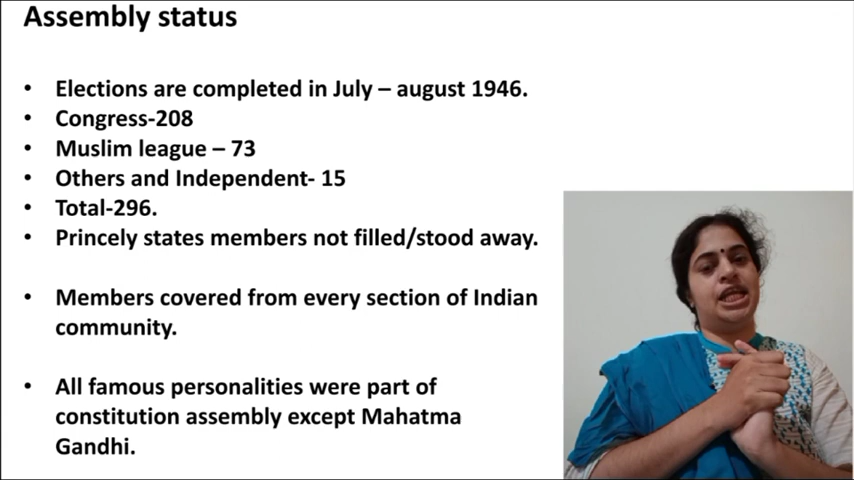 Assembly status
• Elections are completed in July – august 1946.
• Congress-208
• Muslim league – 73
• Others and Independent- 15
• Total-296.
• Princely states members not filled/stood away.
• Members covered from every section of Indian
community.
• All famous personalities were part of
constitution assembly except Mahatma
Gandhi.